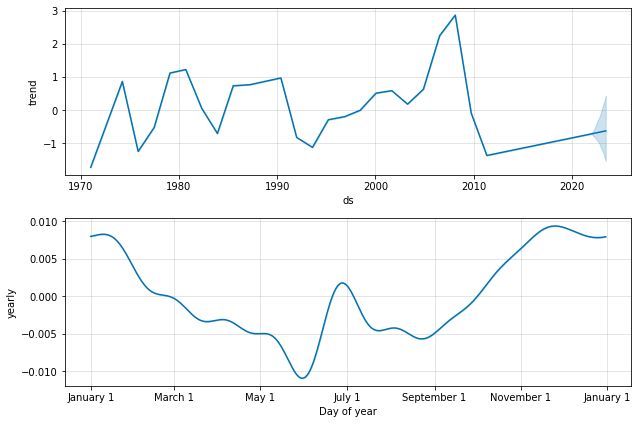 3
2
1
0
−1
trend
1970 1980 1990 2000 2010 2020
ds
0.010
0.005
0.000
−0.005
−0.010
yearly
January 1 March 1 May 1 July 1 September 1 November 1 January 1
Day of year